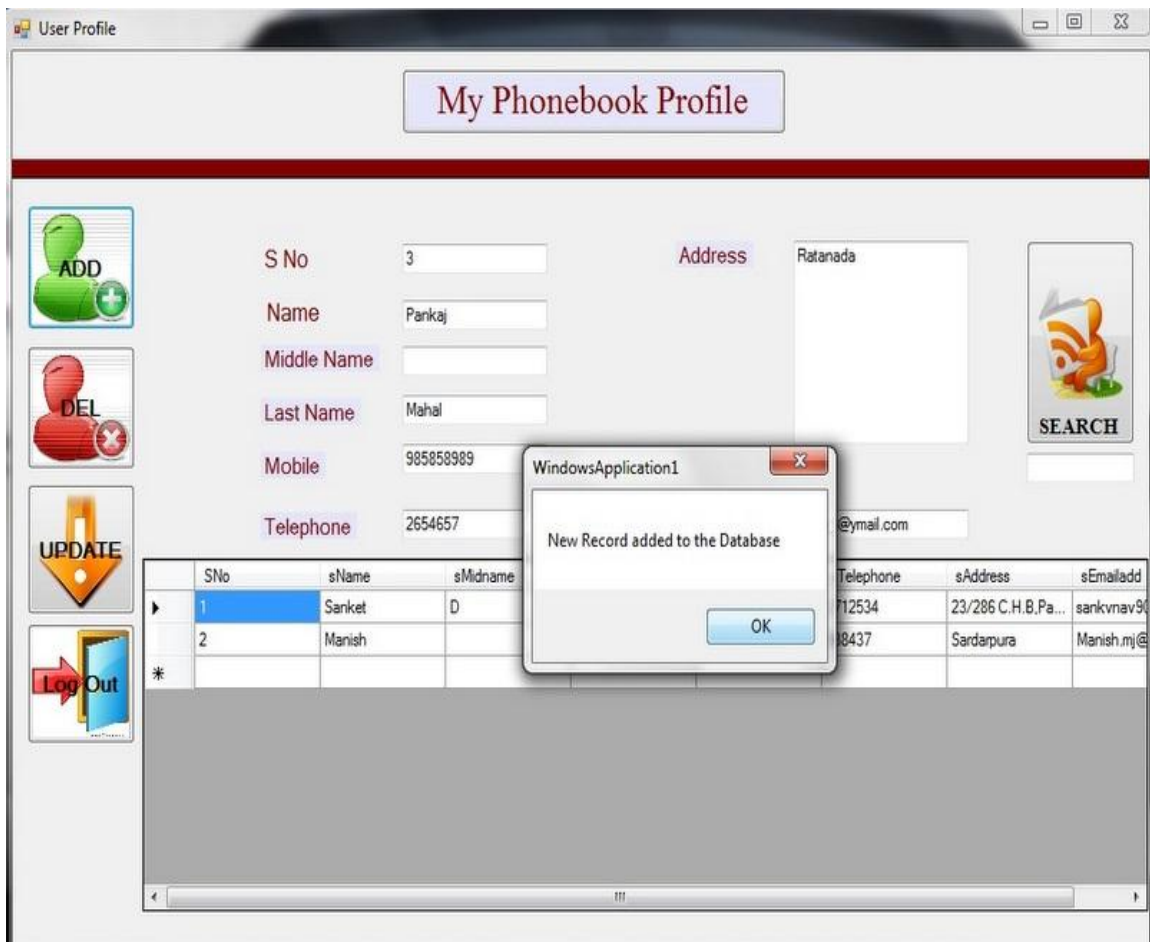 User Profile
My Phonebook Profile
ADD
S No 3
Address Ratanada
Name Pankaj
Middle Name
DEL
Last Name Mahal
SEARCH
Mobile 985858989
WindowsApplication1
New Record added to the Database
OK
Telephone 2654657
@ymail.com
UPDATE
SNo sName sMidname Telephone sAddress sEmailadd
1 Sanket D 712534 23/286 C.H.B,Pa... sankvnav90
2 Manish 8437 Sardarpura Manish.mj@
Log Out